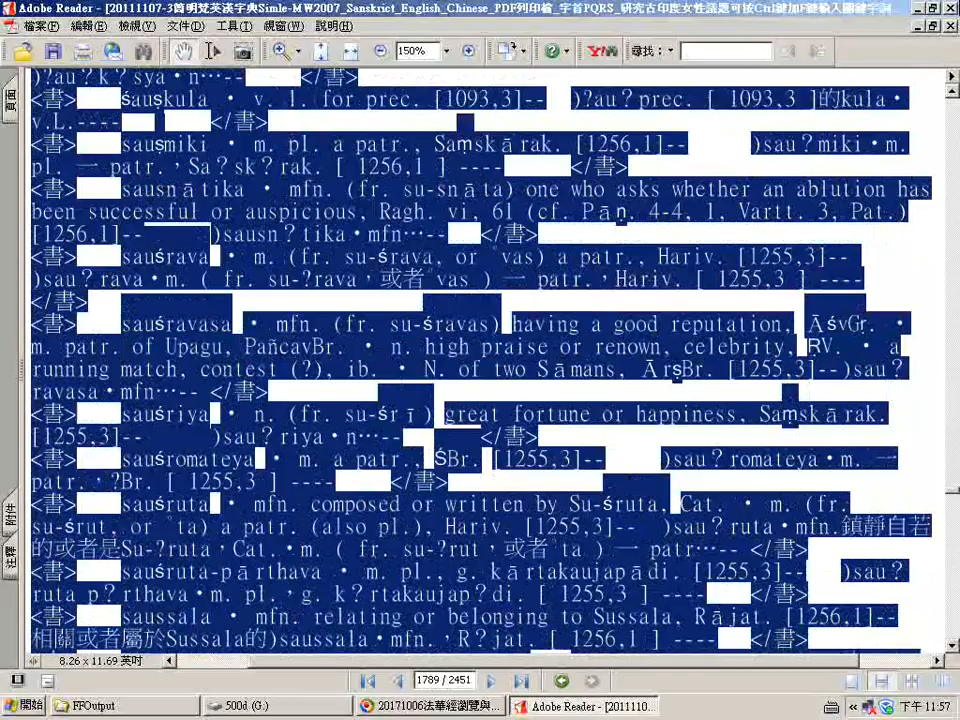 Adobe Reader - [20111107-3簡明梵英漢字典Simle-MW2007_Sanskrict_English_Chinese_PDF列印檔_字首PQRS_研究古印度女性議題可按Ctrl鍵加F鍵輸入關鍵字詞
檔案(F) 編輯(E) 檢視(V) 文件(D) 工具(T) 視窗(W) 說明(H)
150% 尋找：
頁面
)?au?k?sya‧n…-- </書>
<書> śauṣkula ‧ v. l. for prec. [1093,3]-- )?au?prec. [ 1093,3 ]的kula‧
v.L.---- </書>
<書> sauṣmiki ‧ m. pl. a patr., Saṃskārak. [1256,1]-- )sau?miki‧m.
pl. 一 patr.，Sa?sk?rak. [ 1256,1 ] ---- </書>
<書> sausnātika ‧ mfn. (fr. su-snāta) one who asks whether an ablution has
been successful or auspicious, Ragh. vi, 61 (cf. Pāṇ. 4-4, 1, Vartt. 3, Pat.)
[1256,1]-- )sausn?tika‧mfn…-- </書>
<書> sauśrava ‧ m. (fr. su-śrava, or °vas) a patr., Hariv. [1255,3]--
)sau?rava‧m. ( fr. su-?rava，或者°vas ) 一 patr.，Hariv. [ 1255,3 ] ----
</書>
<書> sauśravasa ‧ mfn. (fr. su-śravas) having a good reputation, ĀśvGṛ. ‧
m. patr. of Upagu, PañcavBr. ‧ n. high praise or renown, celebrity, ṚV. ‧ a
running match, contest (?), ib. ‧ N. of two Sāmans, ĀrṣBr. [1255,3]--)sau?
ravasa‧mfn…-- </書>
<書> sauśriya ‧ n. (fr. su-śrī) great fortune or happiness, Saṃskārak.
[1255,3]-- )sau?riya‧n…-- </書>
<書> sauśromateya ‧ m. a patr., ŚBr. [1255,3]-- )sau?romateya‧m. 一
patr.，?Br. [ 1255,3 ] ---- </書>
<書> sauśruta ‧ mfn. composed or written by Su-śruta, Cat. ‧ m. (fr.
su-śrut, or °ta) a patr. (also pl.), Hariv. [1255,3]-- )sau?ruta‧mfn.鎮靜自若
的或者是Su-?ruta，Cat.‧m. ( fr. su-?rut，或者°ta ) 一 patr…-- </書>
<書> sauśruta-pārthava ‧ m. pl., g. kārtakaujapādi. [1255,3]-- )sau?
ruta p?rthava‧m. pl.，g. k?rtakaujap?di. [ 1255,3 ] ---- </書>
<書> saussala ‧ mfn. relating or belonging to Sussala, Rājat. [1256,1]--
相關或者屬於Sussala的)saussala‧mfn.，R?jat. [ 1256,1 ] ---- </書>
附件
注釋
8.26 x 11.69 英吋
1789 / 2451
開始 FFOutput 500d (G:) 20171006法華經瀏覽與... Adobe Reader - [2011110... 下午 11:57